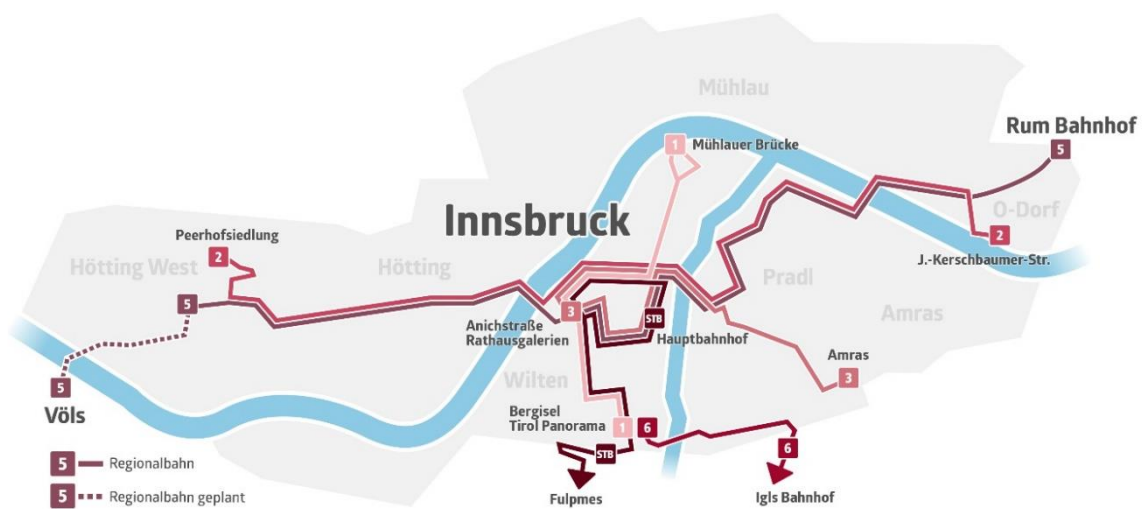 Mühlau
1
Mühlauer Brücke
Rum Bahnhof
5
Innsbruck
O-Dorf
2
J.-Kerschbaumer-Str.
Peerhofsiedlung
2
Hötting West
Hötting
Pradl
5
Amras
3
Anichstraße
Rathausgalerien
STB
Hauptbahnhof
Amras
3
Wilten
5
Völs
Bergisel
Tirol Panorama
1
6
STB
6
Fulpmes
Igls Bahnhof
5 Regionalbahn
5 Regionalbahn geplant